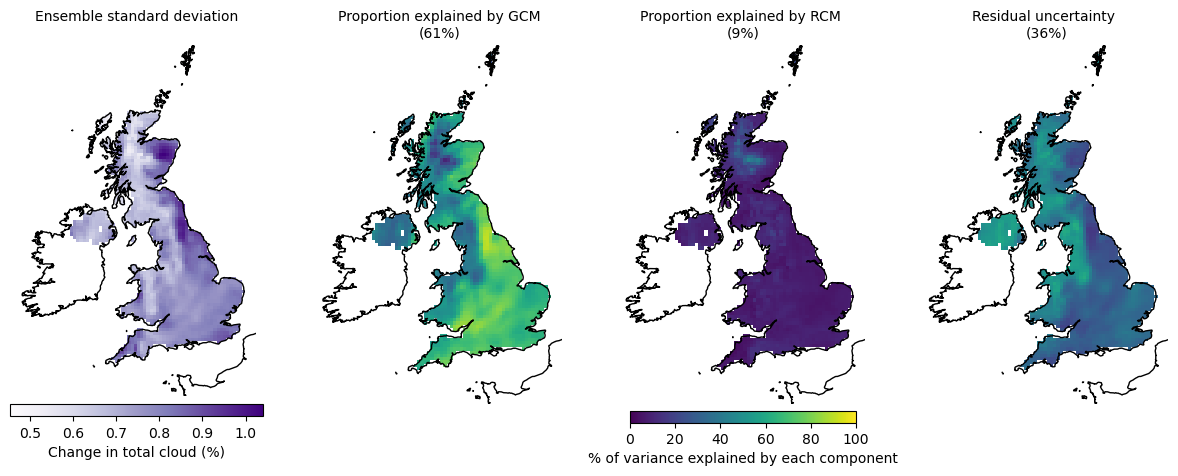 Ensemble standard deviation
Proportion explained by GCM
(61%)
Proportion explained by RCM
(9%)
Residual uncertainty
(36%)
0.5 0.6 0.7 0.8 0.9 1.0
Change in total cloud (%)
0 20 40 60 80 100
% of variance explained by each component